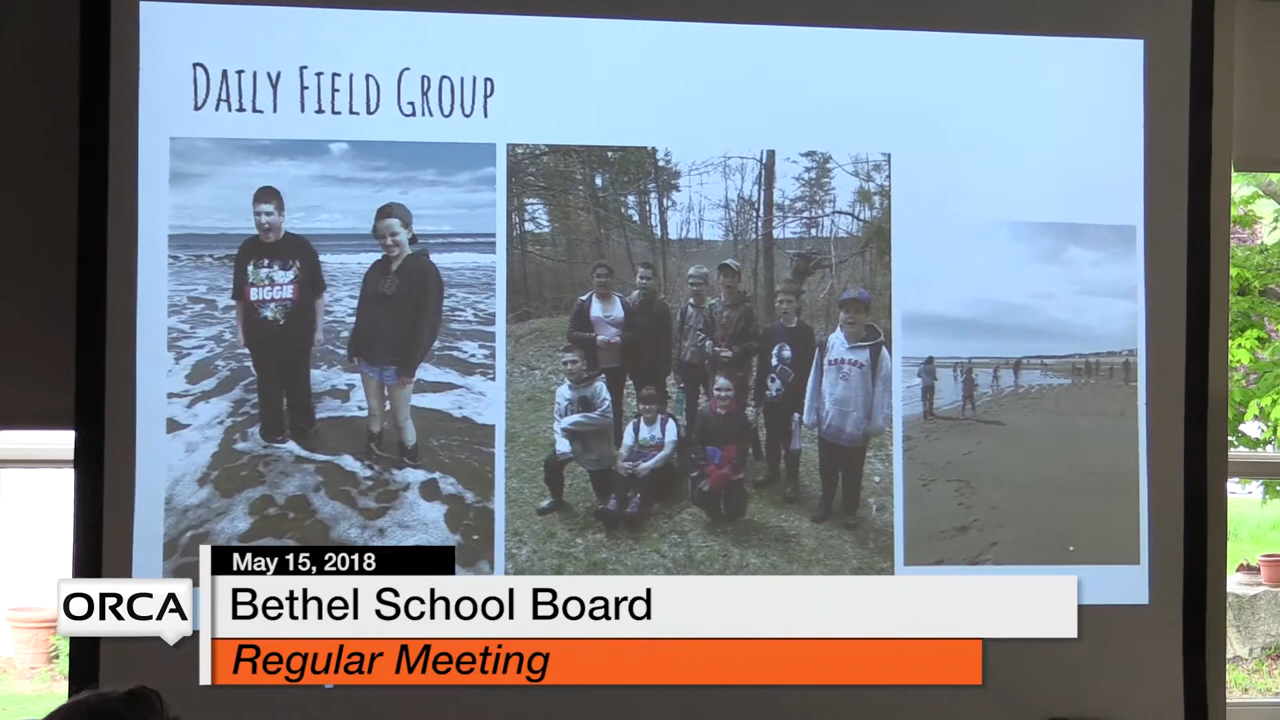 DAILY FIELD GROUP
BIGGIE
May 15, 2018
ORCA
Bethel School Board
Regular Meeting